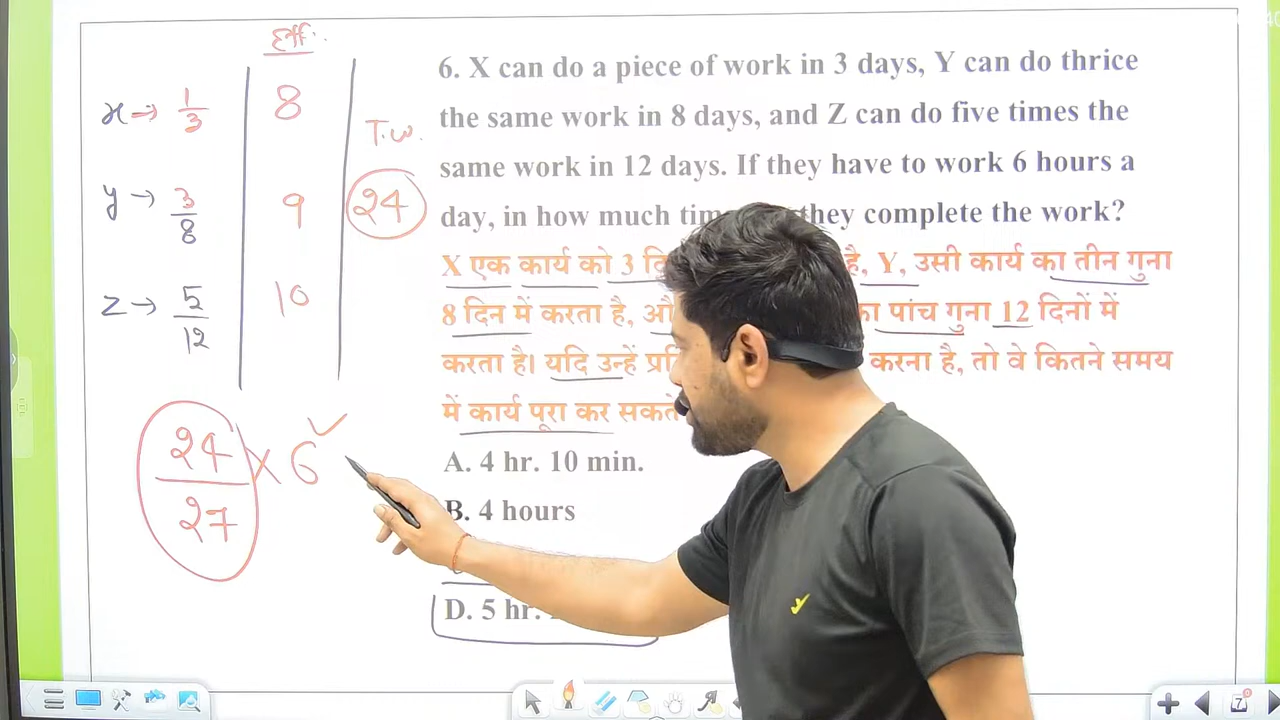 Eff.
x → 1/3 8
T.W.
y → 3/8 9 24
z → 5/12 10
24/27 × 6 ✓
6. X can do a piece of work in 3 days, Y can do thrice
the same work in 8 days, and Z can do five times the
same work in 12 days. If they have to work 6 hours a
day, in how much they complete the work?
X एक कार्य को 3 है, Y, उसी कार्य का तीन गुना
8 दिन में करता है, पांच गुना 12 दिनों में
करता है। यदि उन्हें करना है, तो वे कितने समय
में कार्य पूरा कर सकते
A. 4 hr. 10 min.
B. 4 hours
D. 5 hr.